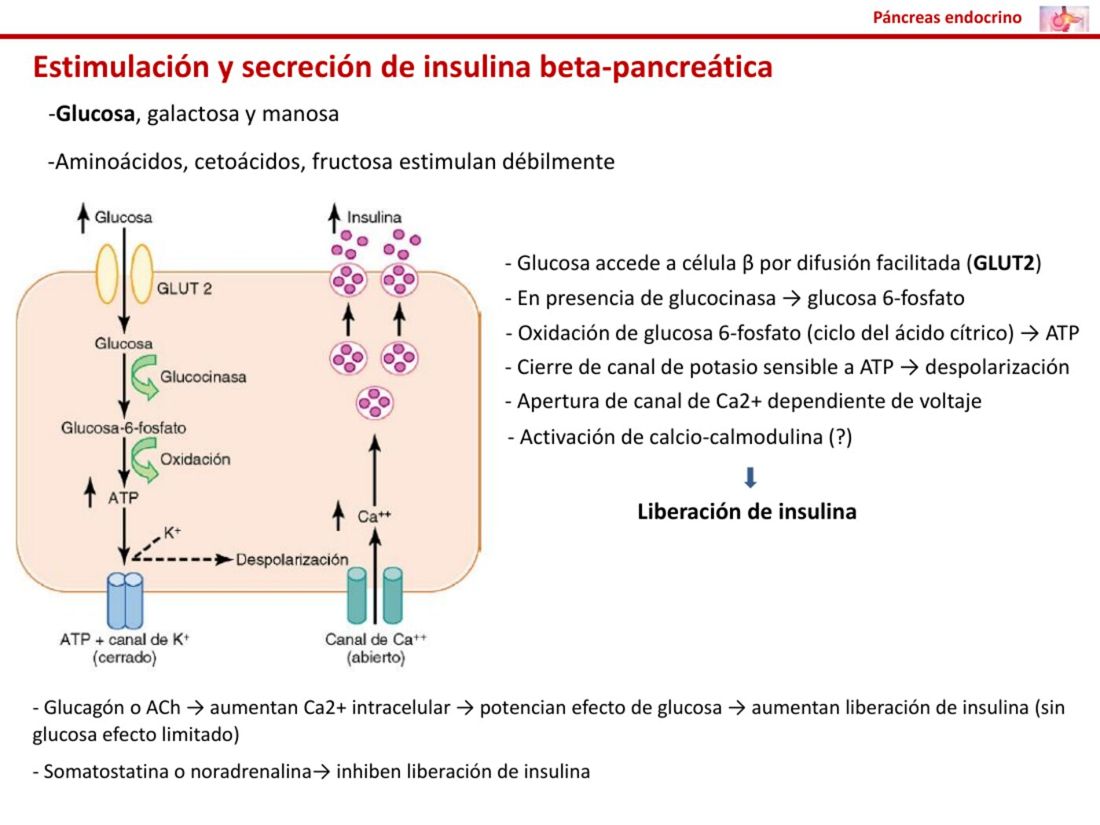 Páncreas endocrino
Estimulación y secreción de insulina beta-pancreática
-Glucosa, galactosa y manosa
-Aminoácidos, cetoácidos, fructosa estimulan débilmente
Glucosa
Insulina
GLUT 2
Glucosa
Glucocinasa
Glucosa-6-fosfato
Oxidación
ATP
Ca++
K+
Despolarización
ATP + canal de K+
(cerrado)
Canal de Ca++
(abierto)
- Glucosa accede a célula β por difusión facilitada (GLUT2)
- En presencia de glucocinasa → glucosa 6-fosfato
- Oxidación de glucosa 6-fosfato (ciclo del ácido cítrico) → ATP
- Cierre de canal de potasio sensible a ATP → despolarización
- Apertura de canal de Ca2+ dependiente de voltaje
- Activación de calcio-calmodulina (?)
Liberación de insulina
- Glucagón o ACh → aumentan Ca2+ intracelular → potencian efecto de glucosa → aumentan liberación de insulina (sin
glucosa efecto limitado)
- Somatostatina o noradrenalina→ inhiben liberación de insulina